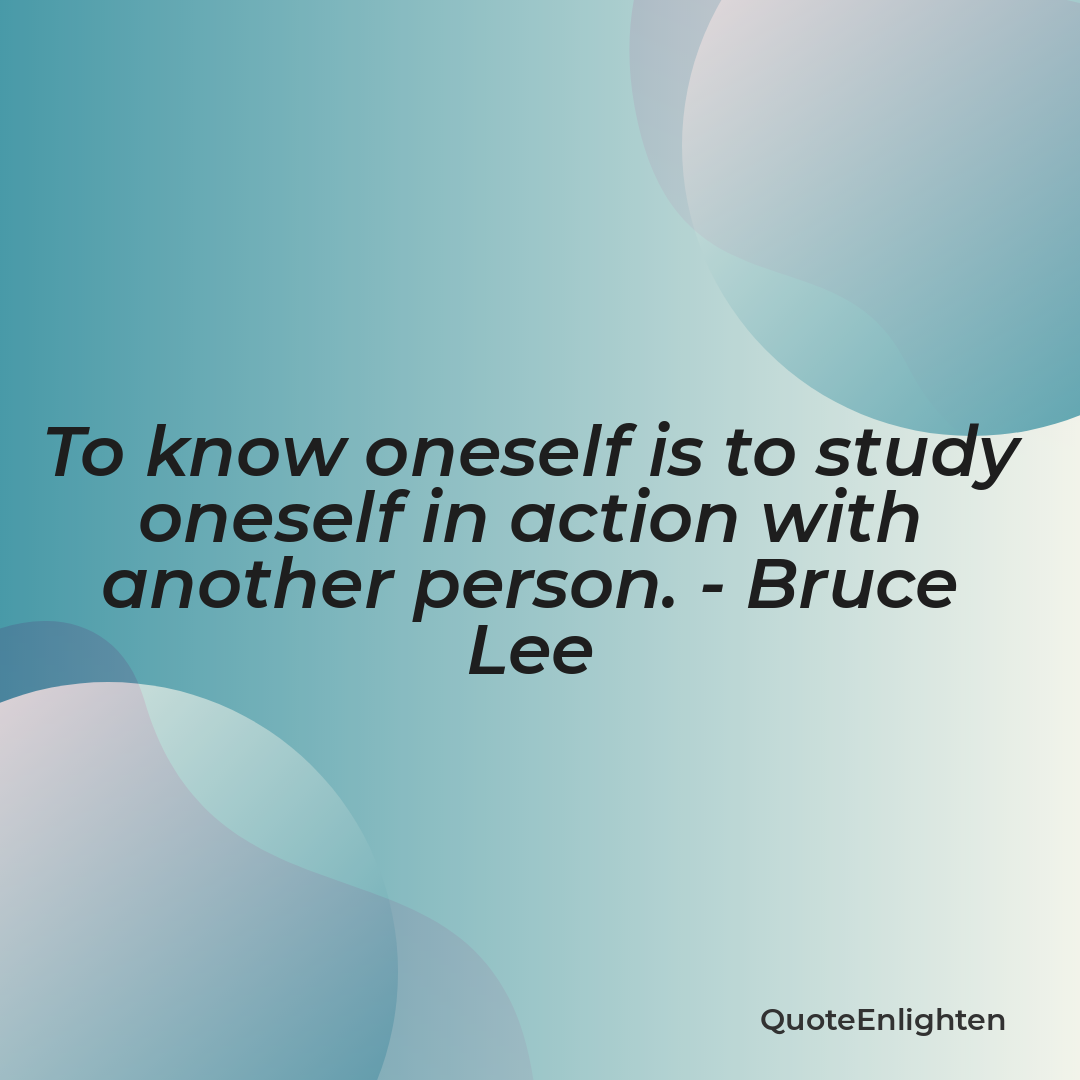 To know oneself is to study
oneself in action with
another person. - Bruce
Lee
QuoteEnlighten